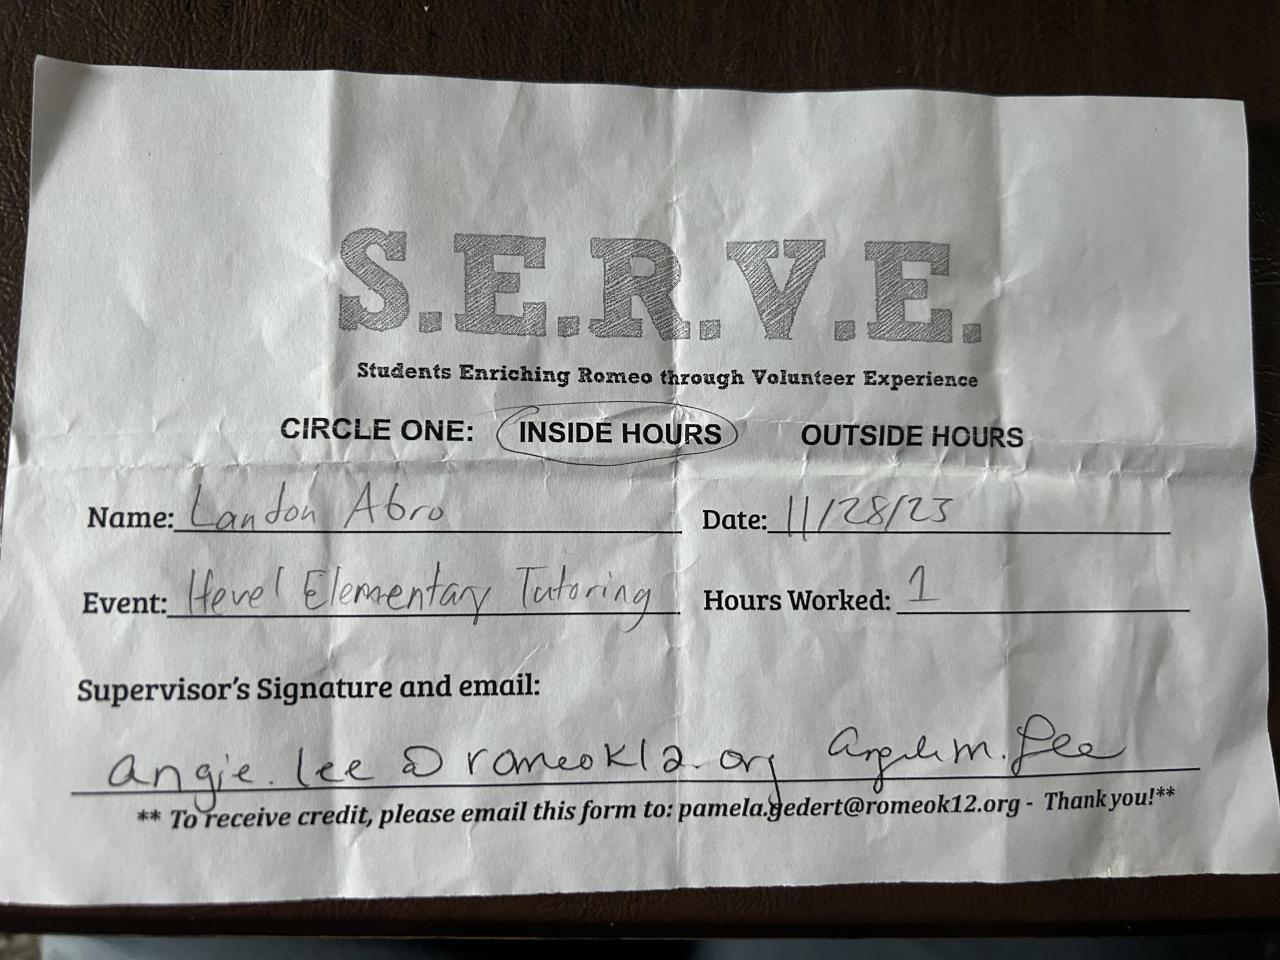 S.E.R.V.E.
Students Enriching Romeo through Volunteer Experience
CIRCLE ONE: INSIDE HOURS OUTSIDE HOURS
Name: Landon Abro Date: 11/28/23
Event: Hevel Elementary Tutoring Hours Worked: 1
Supervisor's Signature and email:
angie.lee@romeok12.org Angela M. Lee
** To receive credit, please email this form to: pamela.gedert@romeok12.org - Thank you!**